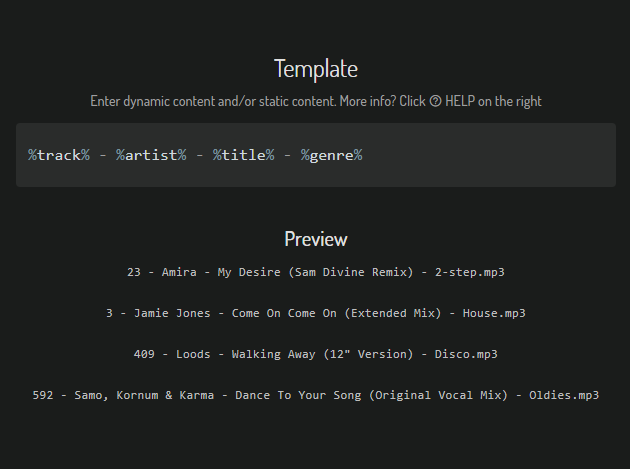 Template
Enter dynamic content and/or static content. More info? Click ? HELP on the right
%track% - %artist% - %title% - %genre%
Preview
23 - Amira - My Desire (Sam Divine Remix) - 2-step.mp3
3 - Jamie Jones - Come On Come On (Extended Mix) - House.mp3
409 - Loods - Walking Away (12" Version) - Disco.mp3
592 - Samo, Kornum & Karma - Dance To Your Song (Original Vocal Mix) - Oldies.mp3